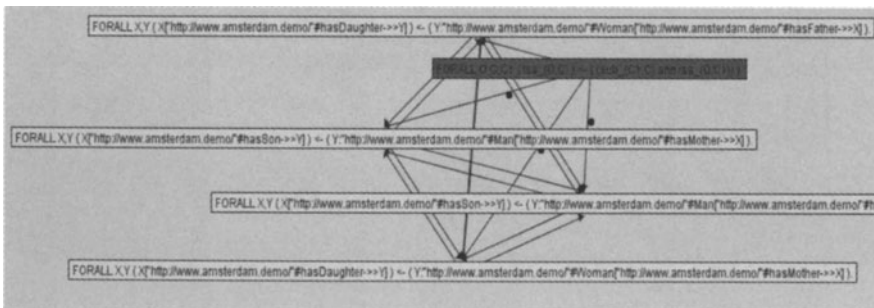 FORALL X,Y ( X["http://www.amsterdam.demo/"#hasDaughter->>Y] ) <- ( Y:"http://www.amsterdam.demo/"#Woman["http://www.amsterdam.demo/"#hasFather->>X] ).
FORALL
FORALL X,Y ( X["http://www.amsterdam.demo/"#hasSon->>Y] ) <- ( Y:"http://www.amsterdam.demo/"#Man["http://www.amsterdam.demo/"#hasMother->>X] ).
FORALL X,Y ( X["http://www.amsterdam.demo/"#hasSon->>Y] ) <- ( Y:"http://www.amsterdam.demo/"#Man["http://www.amsterdam.demo/"#h
FORALL X,Y ( X["http://www.amsterdam.demo/"#hasDaughter->>Y] ) <- ( Y:"http://www.amsterdam.demo/"#Woman["http://www.amsterdam.demo/"#hasMother->>X] ).